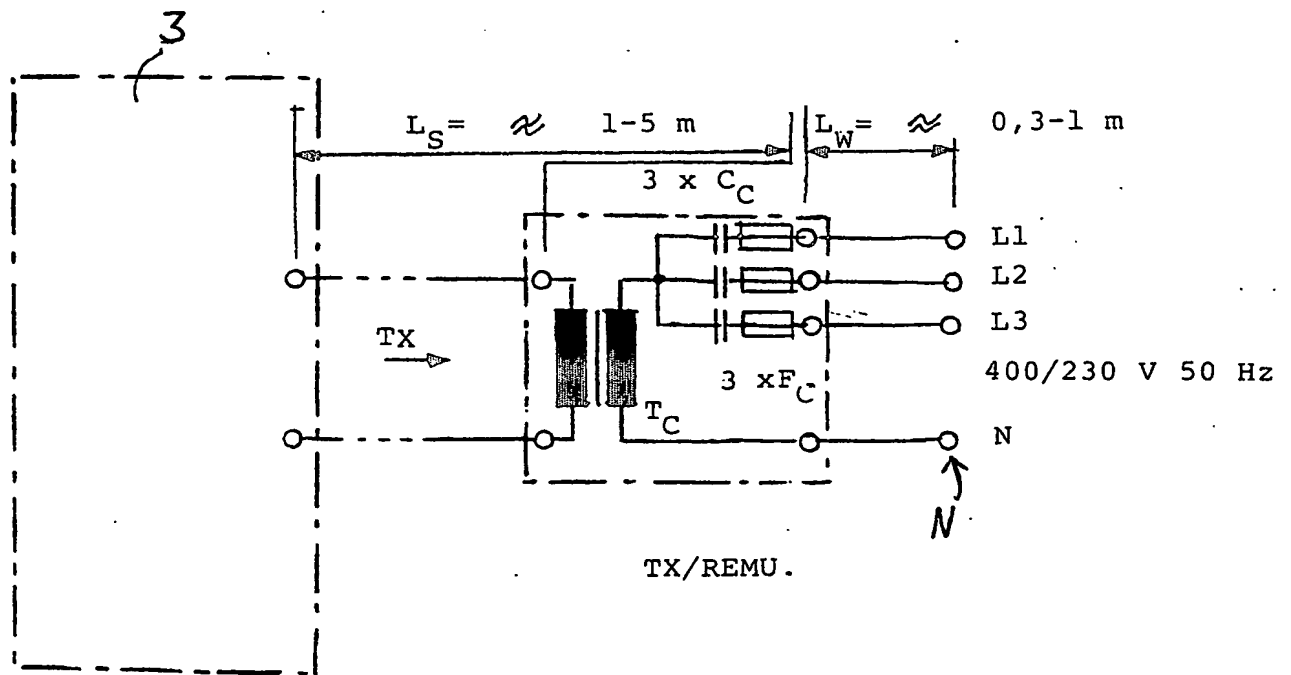 3
L_S= ≈ 1-5 m L_W= ≈ 0,3-1 m
3 x C_C
L1
L2
L3
TX
400/230 V 50 Hz
3 xF_C
T_C
N
N
TX/REMU.